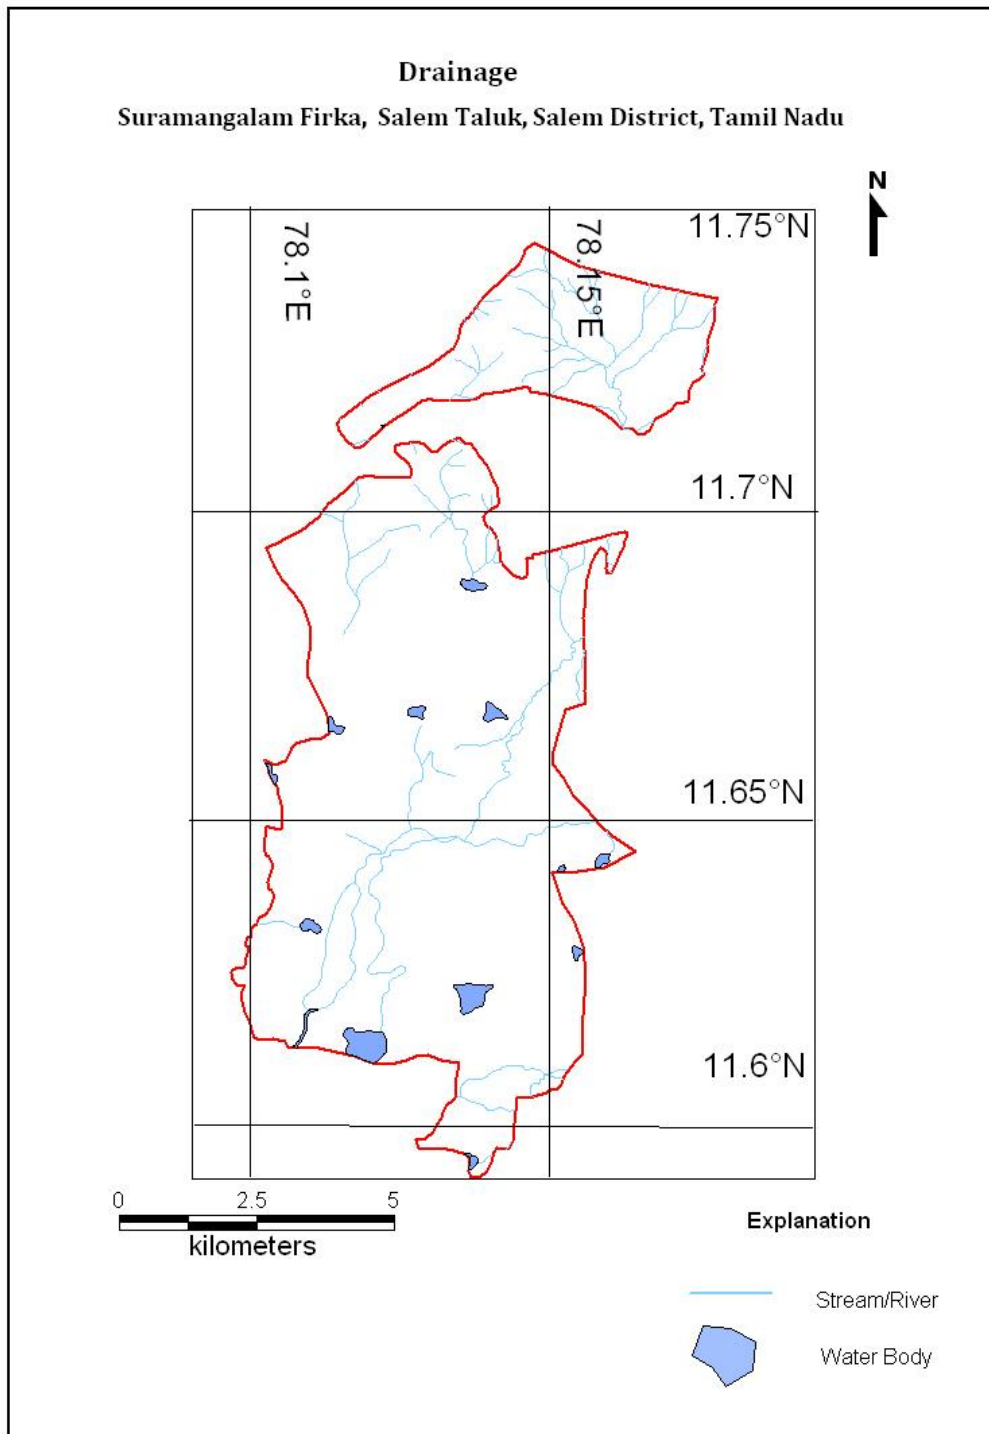 Drainage
Suramangalam Firka, Salem Taluk, Salem District, Tamil Nadu
N
11.75°N
78.1°E
78.15°E
11.7°N
11.65°N
11.6°N
0 2.5 5
kilometers
Explanation
Stream/River
Water Body